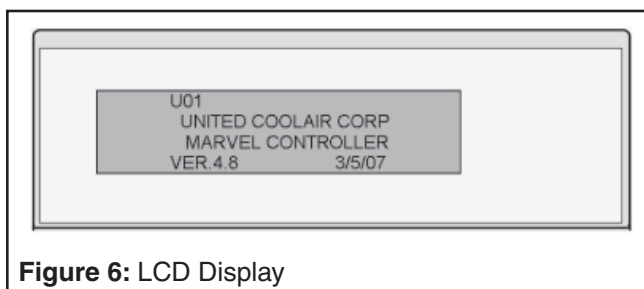 U01
UNITED COOLAIR CORP
MARVEL CONTROLLER
VER.4.8 3/5/07
Figure 6: LCD Display